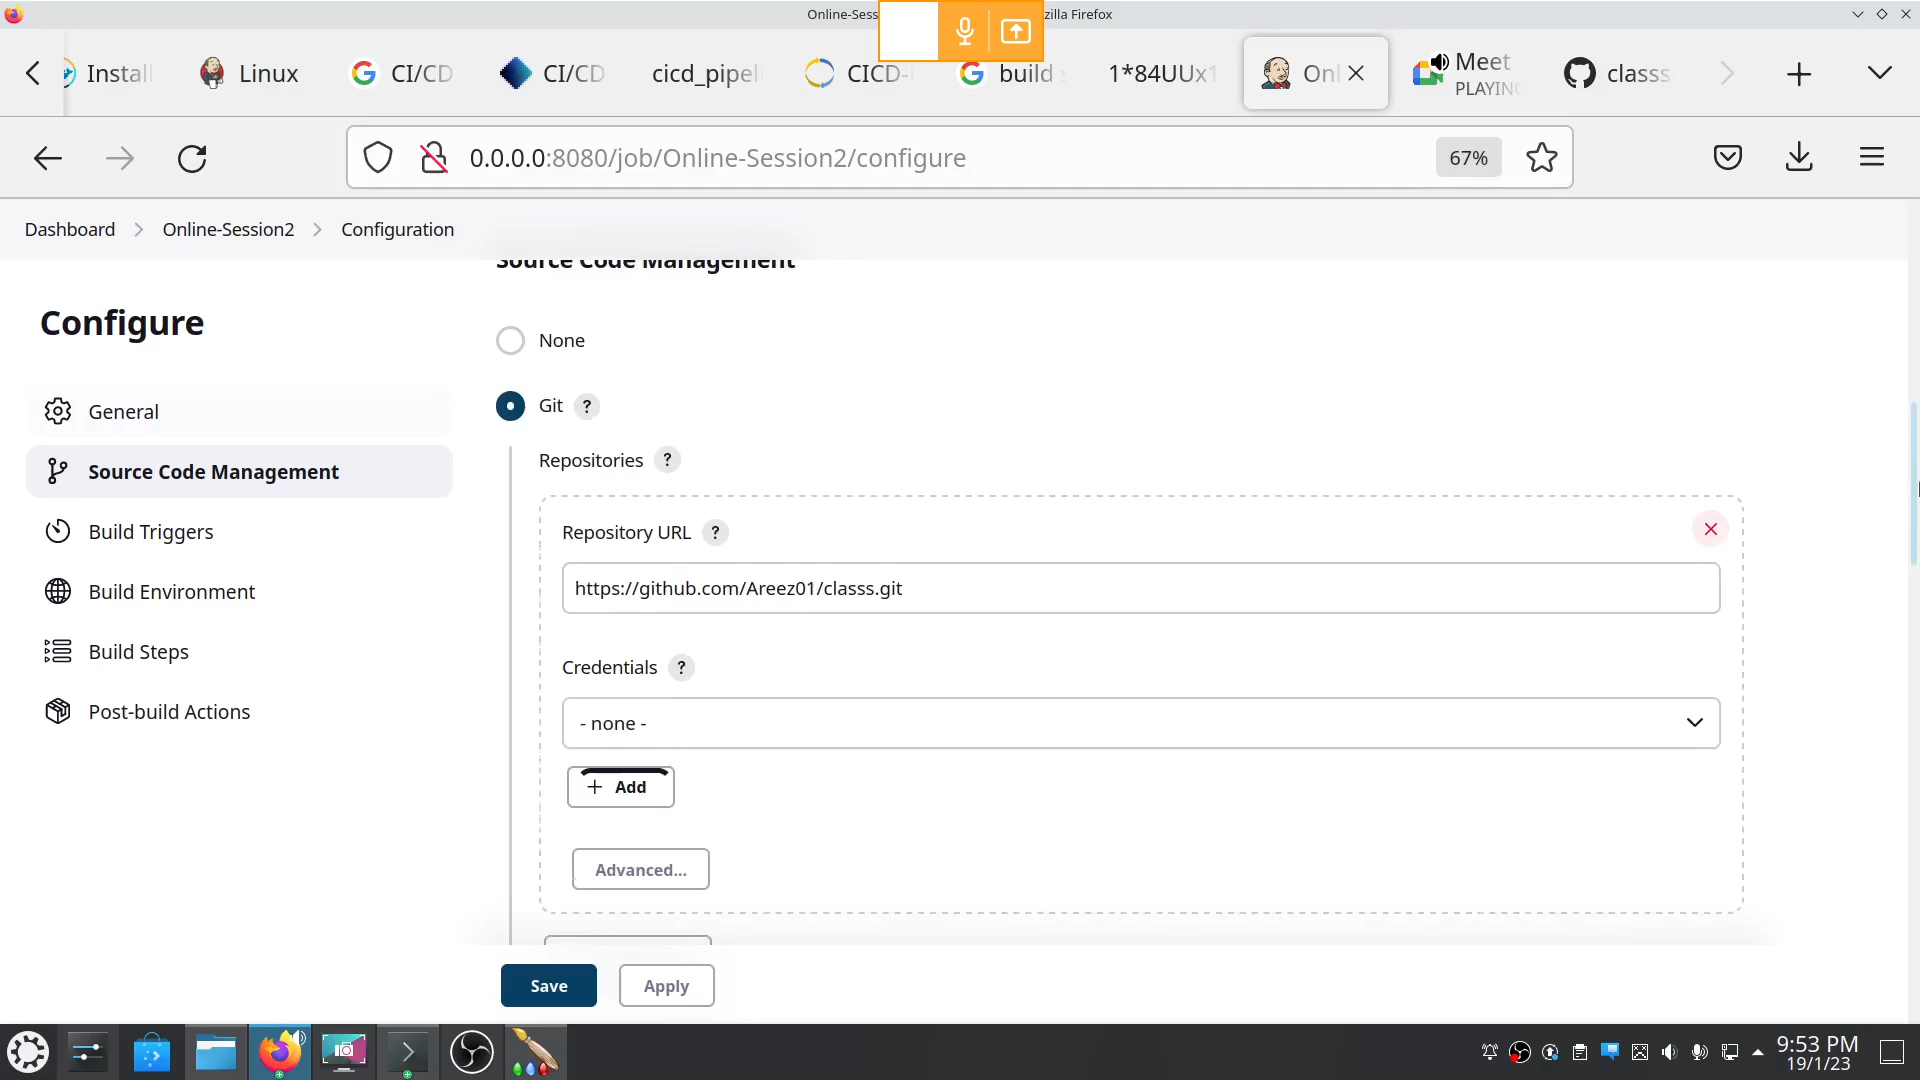 Online-Sess
zilla Firefox
Install
Linux
CI/CD
CI/CD
cicd_pipel
CICD-
build
1*84UUx1
Onl
Meet
PLAYING
classs
0.0.0.0:8080/job/Online-Session2/configure
67%
Dashboard
Online-Session2
Configuration
Source Code Management
Configure
None
General
Git ?
Source Code Management
Repositories ?
Build Triggers
Repository URL ?
Build Environment
https://github.com/Areez01/classs.git
Build Steps
Credentials ?
Post-build Actions
- none -
+ Add
Advanced...
Save
Apply
9:53 PM
19/1/23